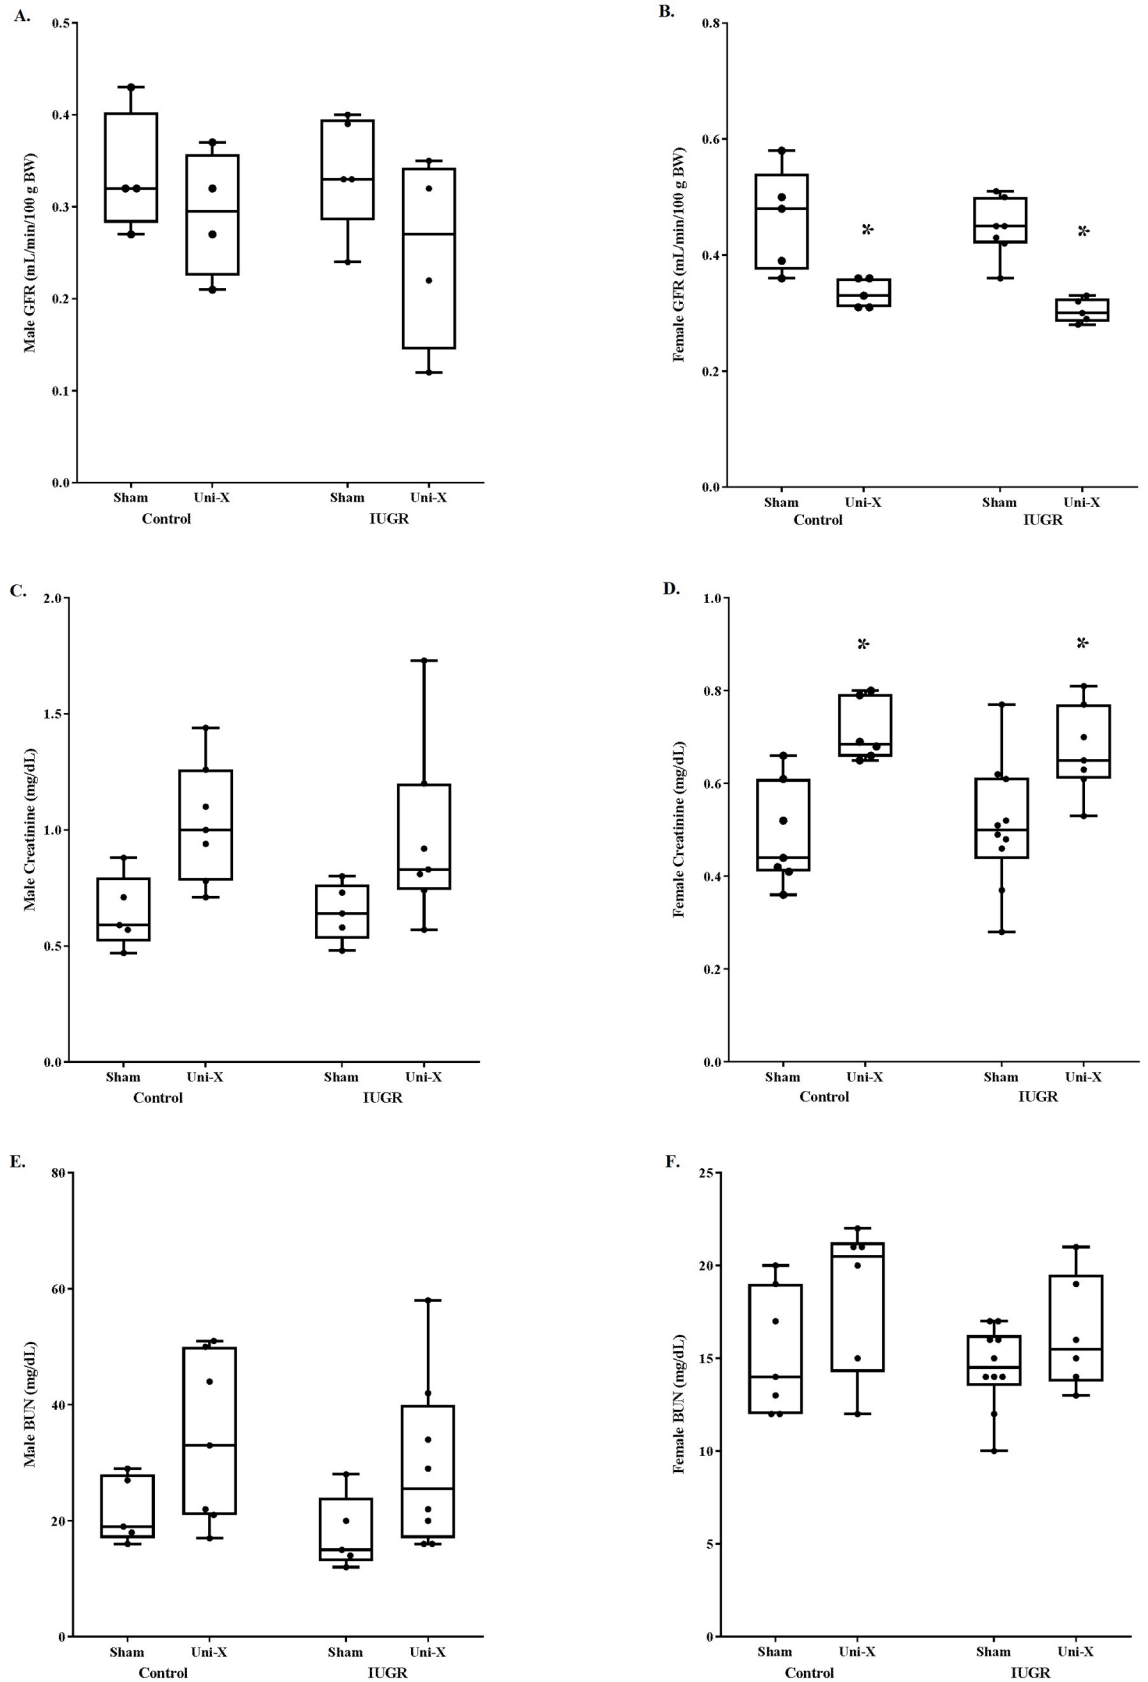 A.
Male GFR (mL/min/100 g BW)
0.5
0.4
0.3
0.2
0.1
0.0
Sham Uni-X Sham Uni-X
Control IUGR
B.
Female GFR (mL/min/100 g BW)
0.8
0.6
0.4
0.2
0.0
* *
Sham Uni-X Sham Uni-X
Control IUGR
C.
Male Creatinine (mg/dL)
2.0
1.5
1.0
0.5
0.0
Sham Uni-X Sham Uni-X
Control IUGR
D.
Female Creatinine (mg/dL)
1.0
0.8
0.6
0.4
0.2
0.0
* *
Sham Uni-X Sham Uni-X
Control IUGR
E.
Male BUN (mg/dL)
80
60
40
20
0
Sham Uni-X Sham Uni-X
Control IUGR
F.
Female BUN (mg/dL)
25
20
15
10
5
0
Sham Uni-X Sham Uni-X
Control IUGR